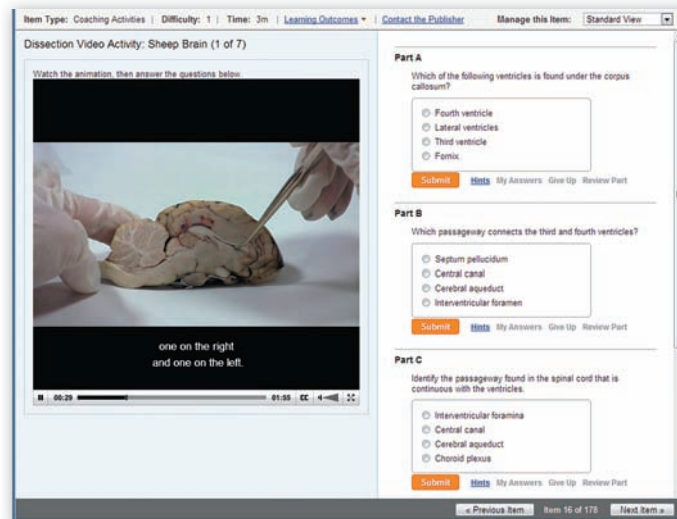 Item Type: Coaching Activities | Difficulty: 1 | Time: 3m | Learning Outcomes | Contact the Publisher Manage this Item: Standard View
Dissection Video Activity: Sheep Brain (1 of 7)
Watch the animation, then answer the questions below.
one on the right
and one on the left.
00:29 01:55 CC
Part A
Which of the following ventricles is found under the corpus
callosum?
Fourth ventricle
Lateral ventricles
Third ventricle
Fornix
Submit Hints My Answers Give Up Review Part
Part B
Which passageway connects the third and fourth ventricles?
Septum pellucidum
Central canal
Cerebral aqueduct
Interventricular foramen
Submit Hints My Answers Give Up Review Part
Part C
Identify the passageway found in the spinal cord that is
continuous with the ventricles.
Interventricular foramina
Central canal
Cerebral aqueduct
Choroid plexus
Submit Hints My Answers Give Up Review Part
« Previous Item Item 16 of 178 Next Item »